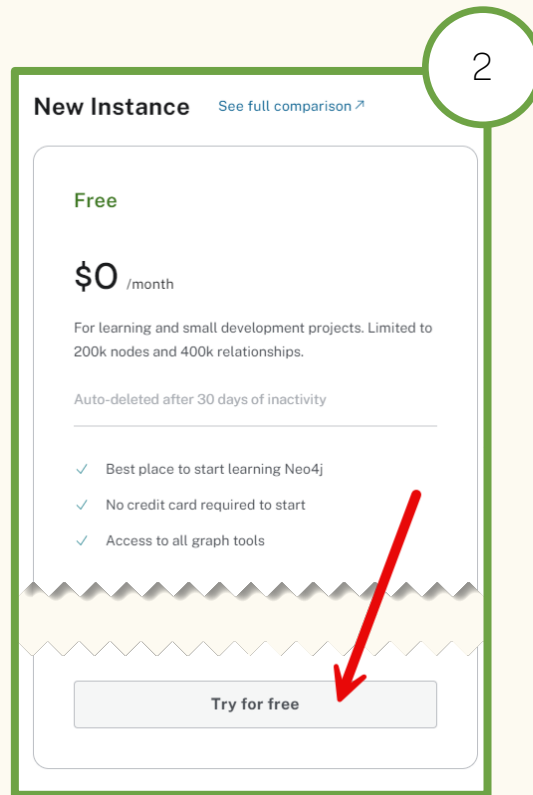 2
New Instance See full comparison ↗
Free
$0 /month
For learning and small development projects. Limited to
200k nodes and 400k relationships.
Auto-deleted after 30 days of inactivity
✓ Best place to start learning Neo4j
✓ No credit card required to start
✓ Access to all graph tools
Try for free